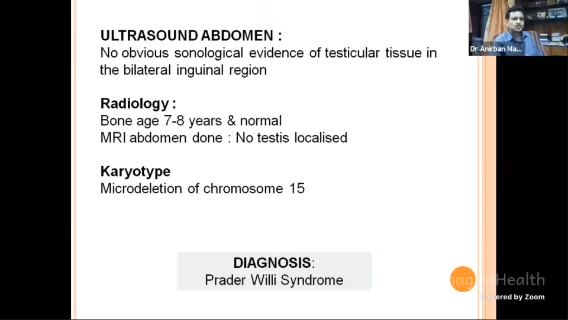 ULTRASOUND ABDOMEN :
No obvious sonological evidence of testicular tissue in
the bilateral inguinal region
Radiology :
Bone age 7-8 years & normal
MRI abdomen done : No testis localised
Karyotype
Microdeletion of chromosome 15
DIAGNOSIS:
Prader Willi Syndrome
Dr Anirban Ma...
Health
Powered by Zoom